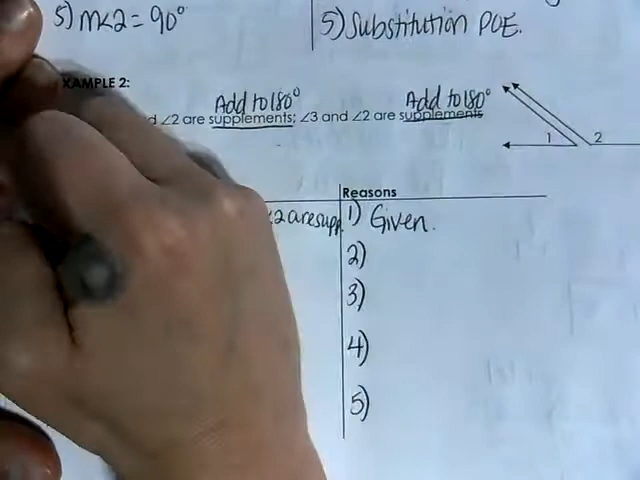 5) m<2 = 90°
5) Substitution POE.
XAMPLE 2:
Add to 180°
Add to 180°
d ∠2 are supplements; ∠3 and ∠2 are supplements
1
2
Reasons
<2 are supp.
1) Given.
2)
3)
4)
5)